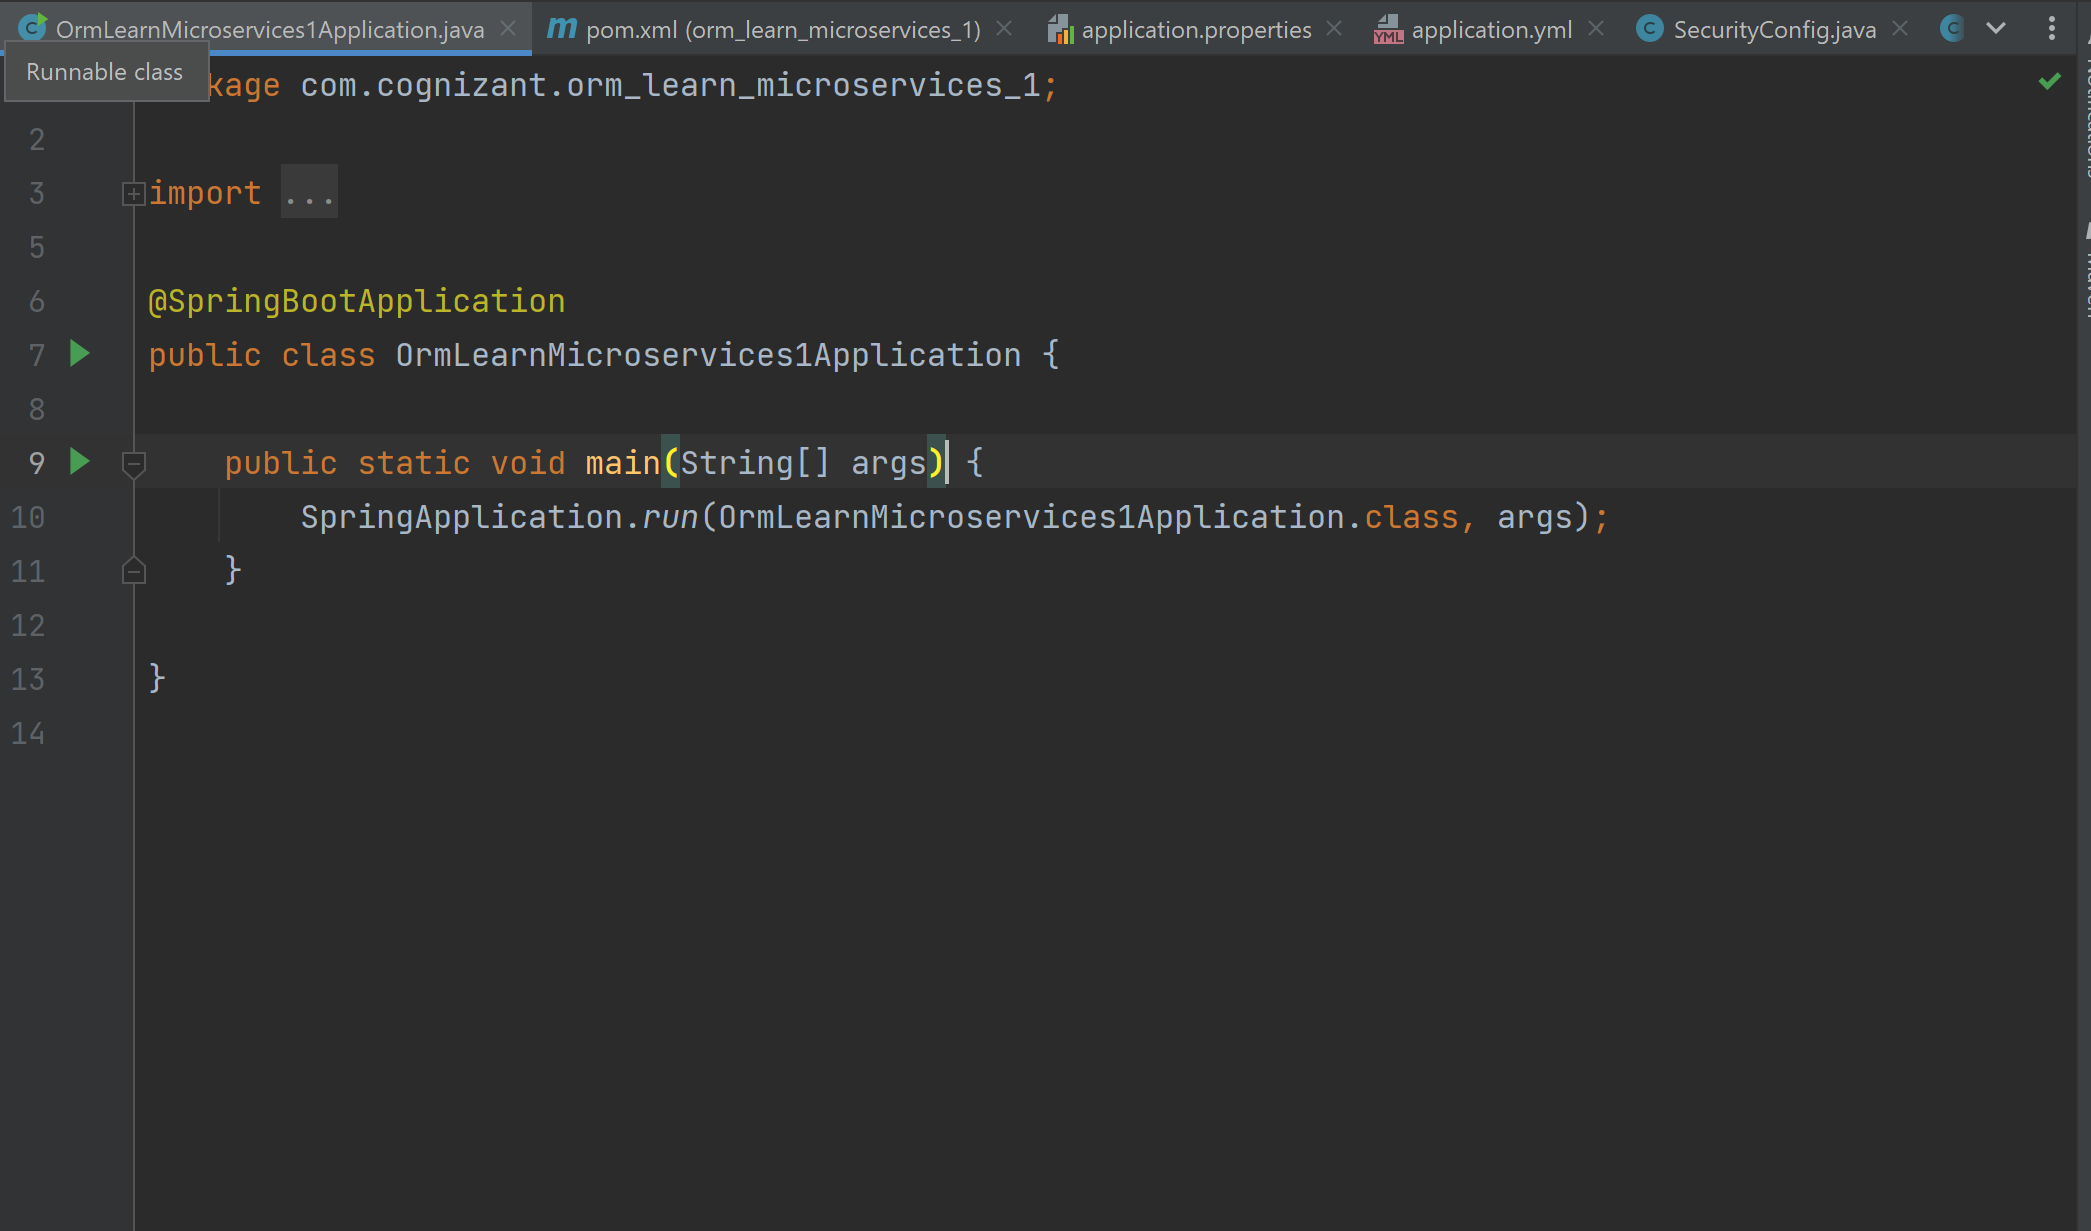 OrmLearnMicroservices1Application.java pom.xml (orm_learn_microservices_1) application.properties application.yml SecurityConfig.java
Runnable class
kage com.cognizant.orm_learn_microservices_1;
2
3 import ...
5
6 @SpringBootApplication
7 public class OrmLearnMicroservices1Application {
8
9 public static void main(String[] args) {
10 SpringApplication.run(OrmLearnMicroservices1Application.class, args);
11 }
12
13 }
14